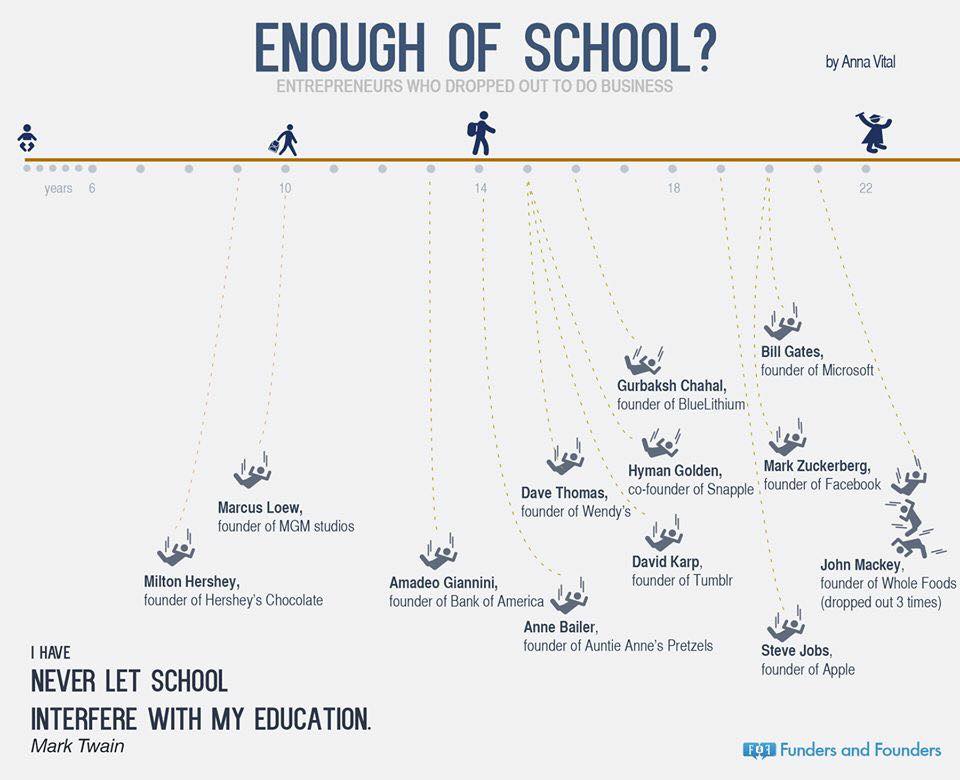 ENOUGH OF SCHOOL?
by Anna Vital
ENTREPRENEURS WHO DROPPED OUT TO DO BUSINESS
years 6 10 14 18 22
Bill Gates,
founder of Microsoft
Gurbaksh Chahal,
founder of BlueLithium
Mark Zuckerberg,
founder of Facebook
Hyman Golden,
co-founder of Snapple
Dave Thomas,
founder of Wendy's
Marcus Loew,
founder of MGM studios
David Karp,
founder of Tumblr
John Mackey,
founder of Whole Foods
(dropped out 3 times)
Milton Hershey,
founder of Hershey's Chocolate
Amadeo Giannini,
founder of Bank of America
Anne Bailer,
founder of Auntie Anne's Pretzels
Steve Jobs,
founder of Apple
I HAVE
NEVER LET SCHOOL
INTERFERE WITH MY EDUCATION.
Mark Twain
F&F Funders and Founders